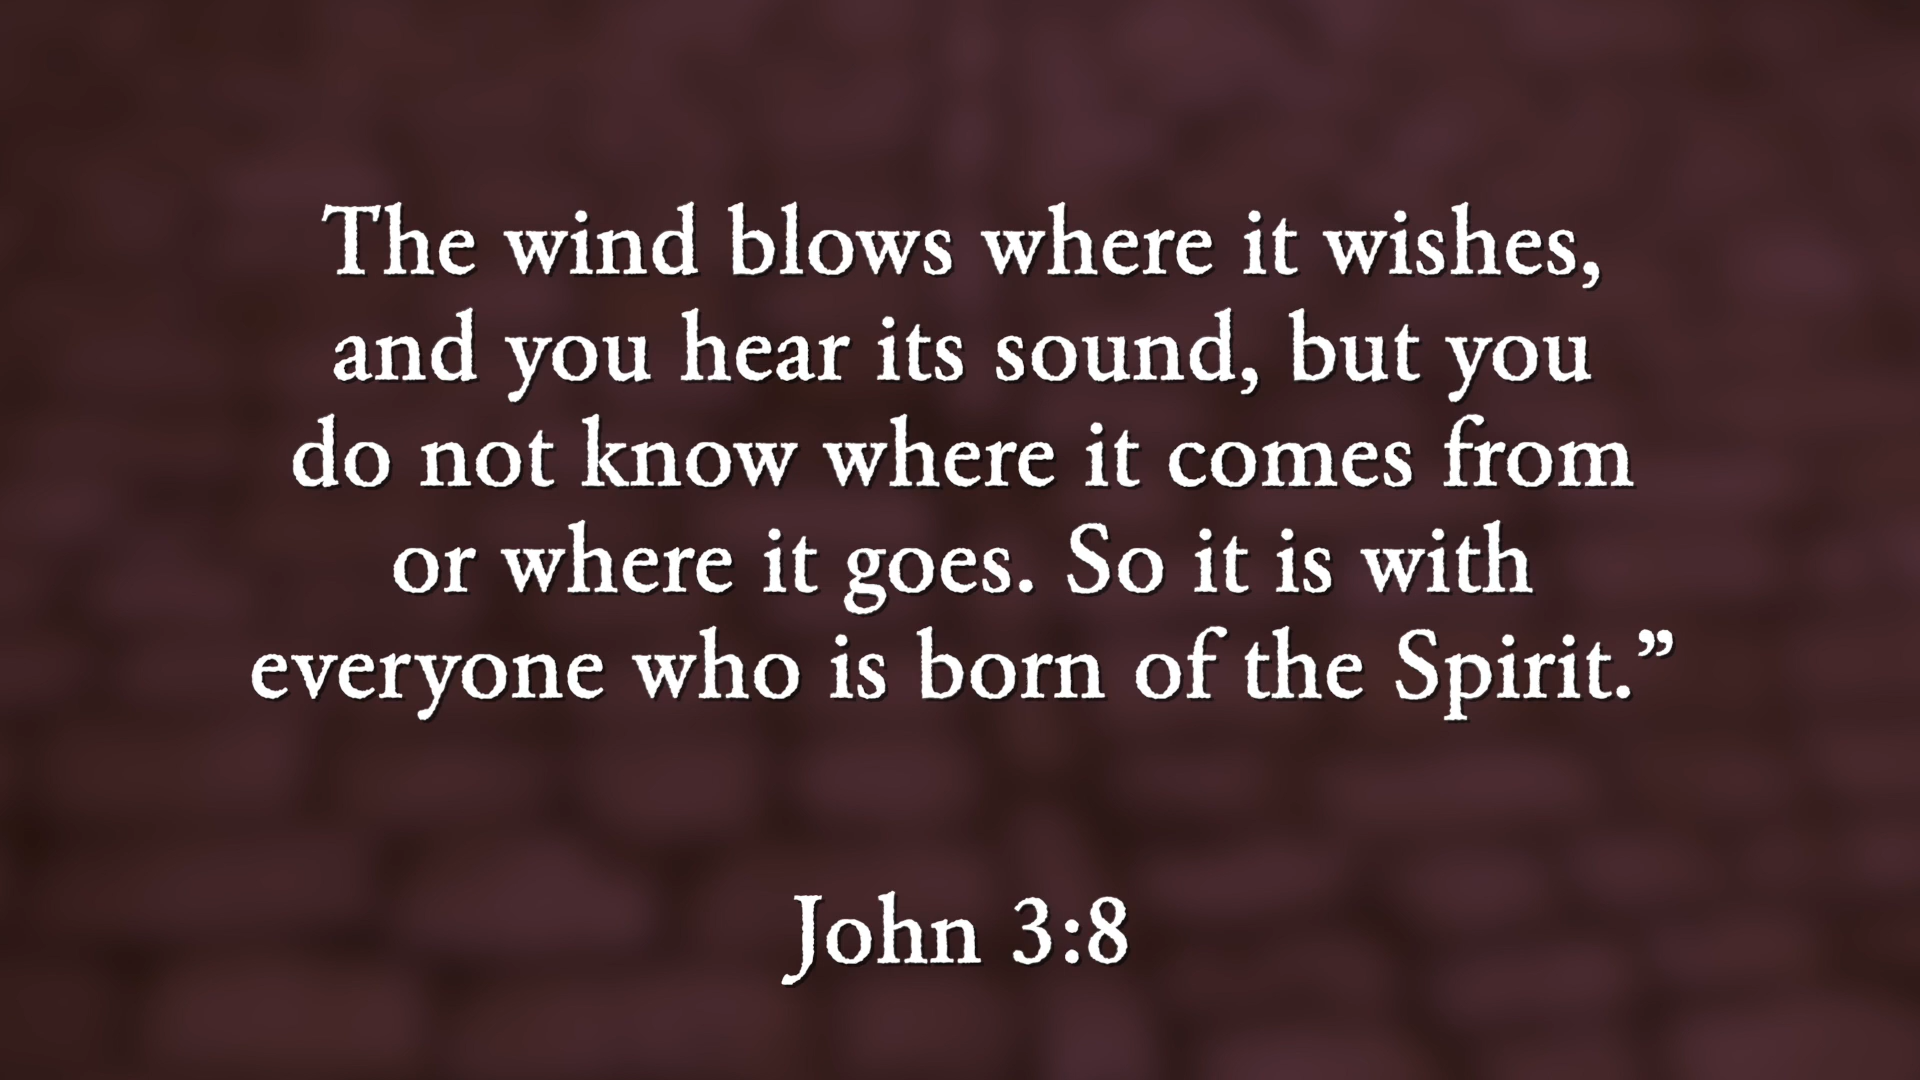 The wind blows where it wishes,
and you hear its sound, but you
do not know where it comes from
or where it goes. So it is with
everyone who is born of the Spirit.”
John 3:8